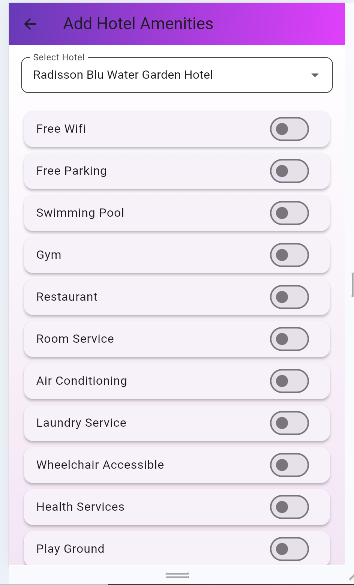 Add Hotel Amenities
Select Hotel
Radisson Blu Water Garden Hotel
Free Wifi
Free Parking
Swimming Pool
Gym
Restaurant
Room Service
Air Conditioning
Laundry Service
Wheelchair Accessible
Health Services
Play Ground